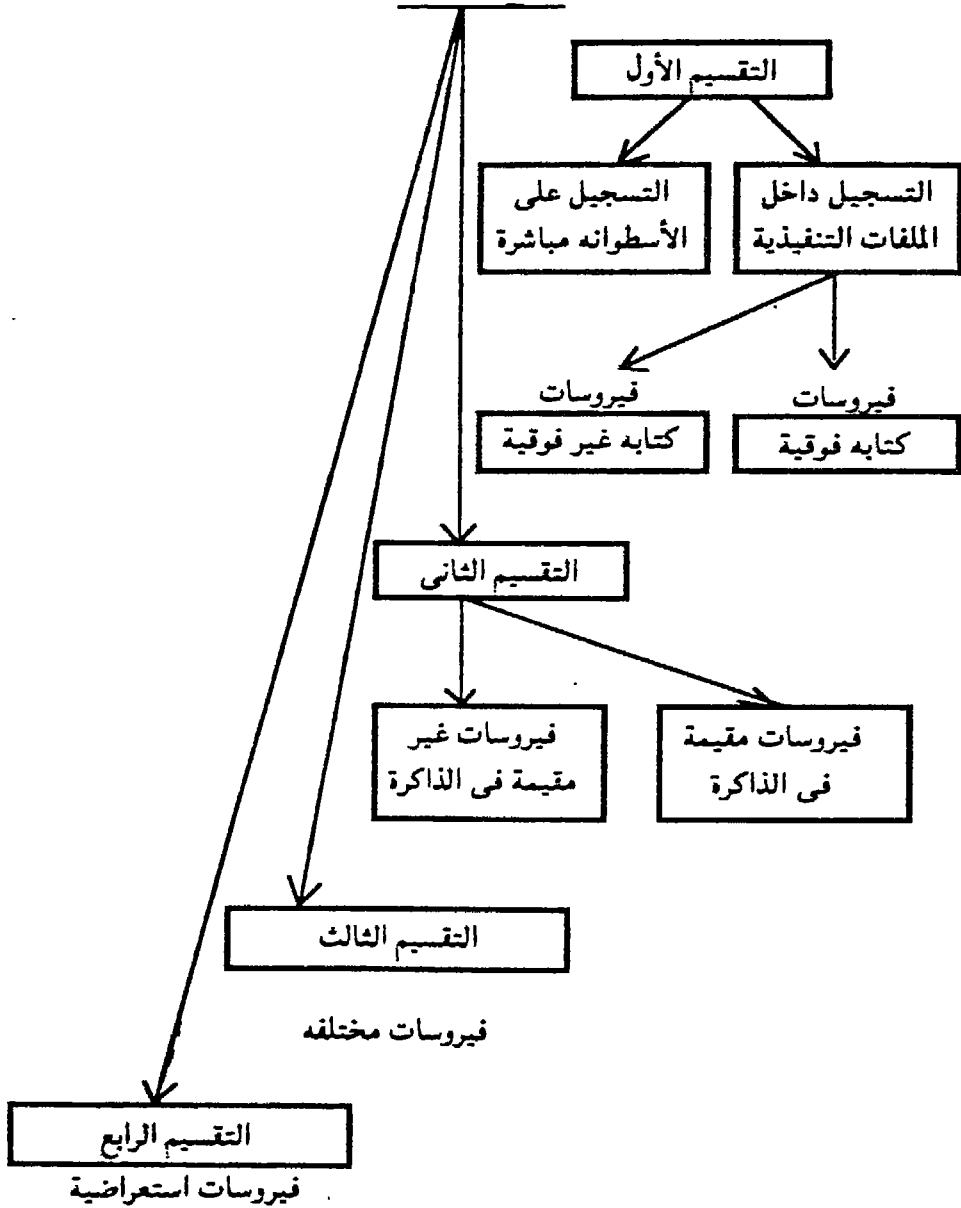 التقسيم الأول
التسجيل داخل
الملفات التنفيذية
التسجيل على
الأسطوانه مباشرة
فيروسات
كتابه فوقية
فيروسات
كتابه غير فوقية
التقسيم الثانى
فيروسات مقيمة
فى الذاكرة
فيروسات غير
مقيمة فى الذاكرة
التقسيم الثالث
فيروسات مختلفه
التقسيم الرابع
فيروسات استعراضية